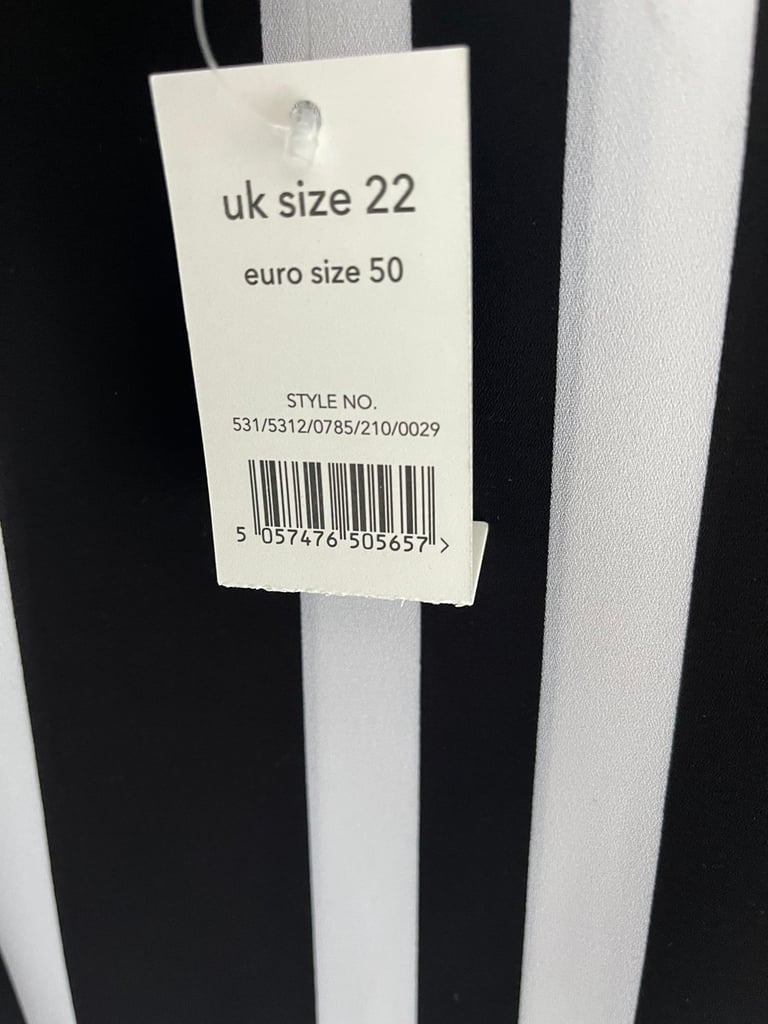 uk size 22
euro size 50
STYLE NO.
531/5312/0785/210/0029
5 057476 505657 >